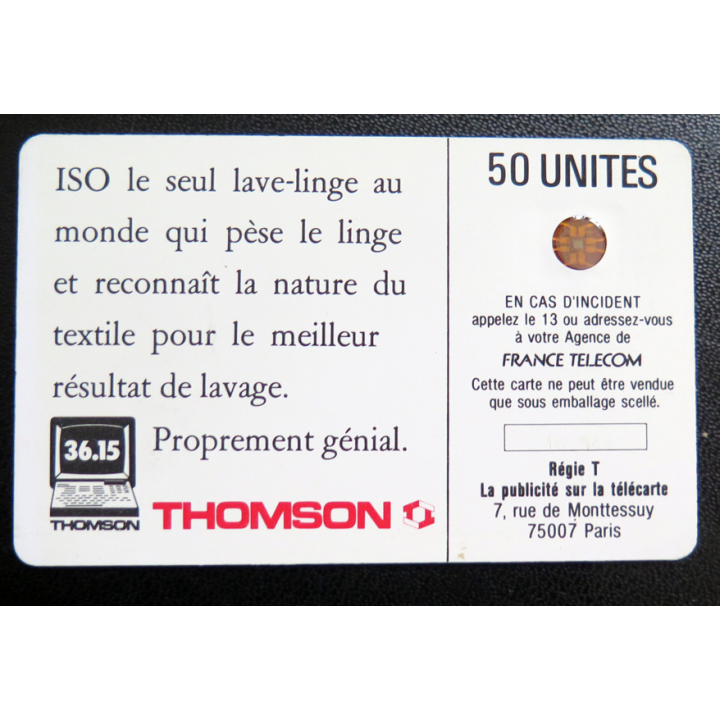 ISO le seul lave-linge au
monde qui pèse le linge
et reconnaît la nature du
textile pour le meilleur
résultat de lavage.
Proprement génial.
36.15
THOMSON
THOMSON
50 UNITES
EN CAS D'INCIDENT
appelez le 13 ou adressez-vous
à votre Agence de
FRANCE TELECOM
Cette carte ne peut être vendue
que sous emballage scellé.
Régie T
La publicité sur la télécarte
7, rue de Monttessuy
75007 Paris